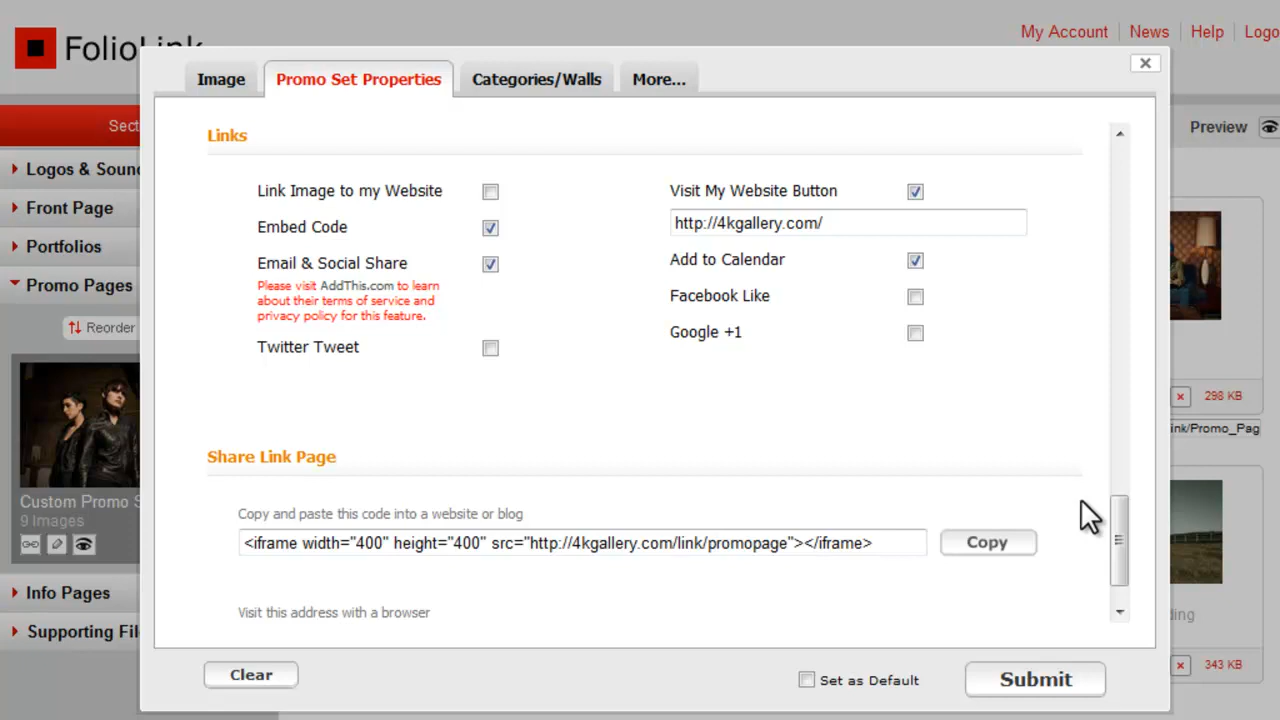 FolioLink
My Account
News
Help
Logo
Image
Promo Set Properties
Categories/Walls
More...
Sect
Preview
Logos & Soun
Front Page
Portfolios
Promo Pages
Reorder
Custom Promo S
9 Images
Info Pages
Supporting Fil
Links
Link Image to my Website
Visit My Website Button
Embed Code
http://4kgallery.com/
Email & Social Share
Add to Calendar
Please visit AddThis.com to learn
about their terms of service and
privacy policy for this feature.
Facebook Like
Twitter Tweet
Google +1
Share Link Page
Copy and paste this code into a website or blog
<iframe width="400" height="400" src="http://4kgallery.com/link/promopage"></iframe>
Copy
Visit this address with a browser
Clear
Set as Default
Submit
298 KB
ink/Promo_Pag
ding
343 KB